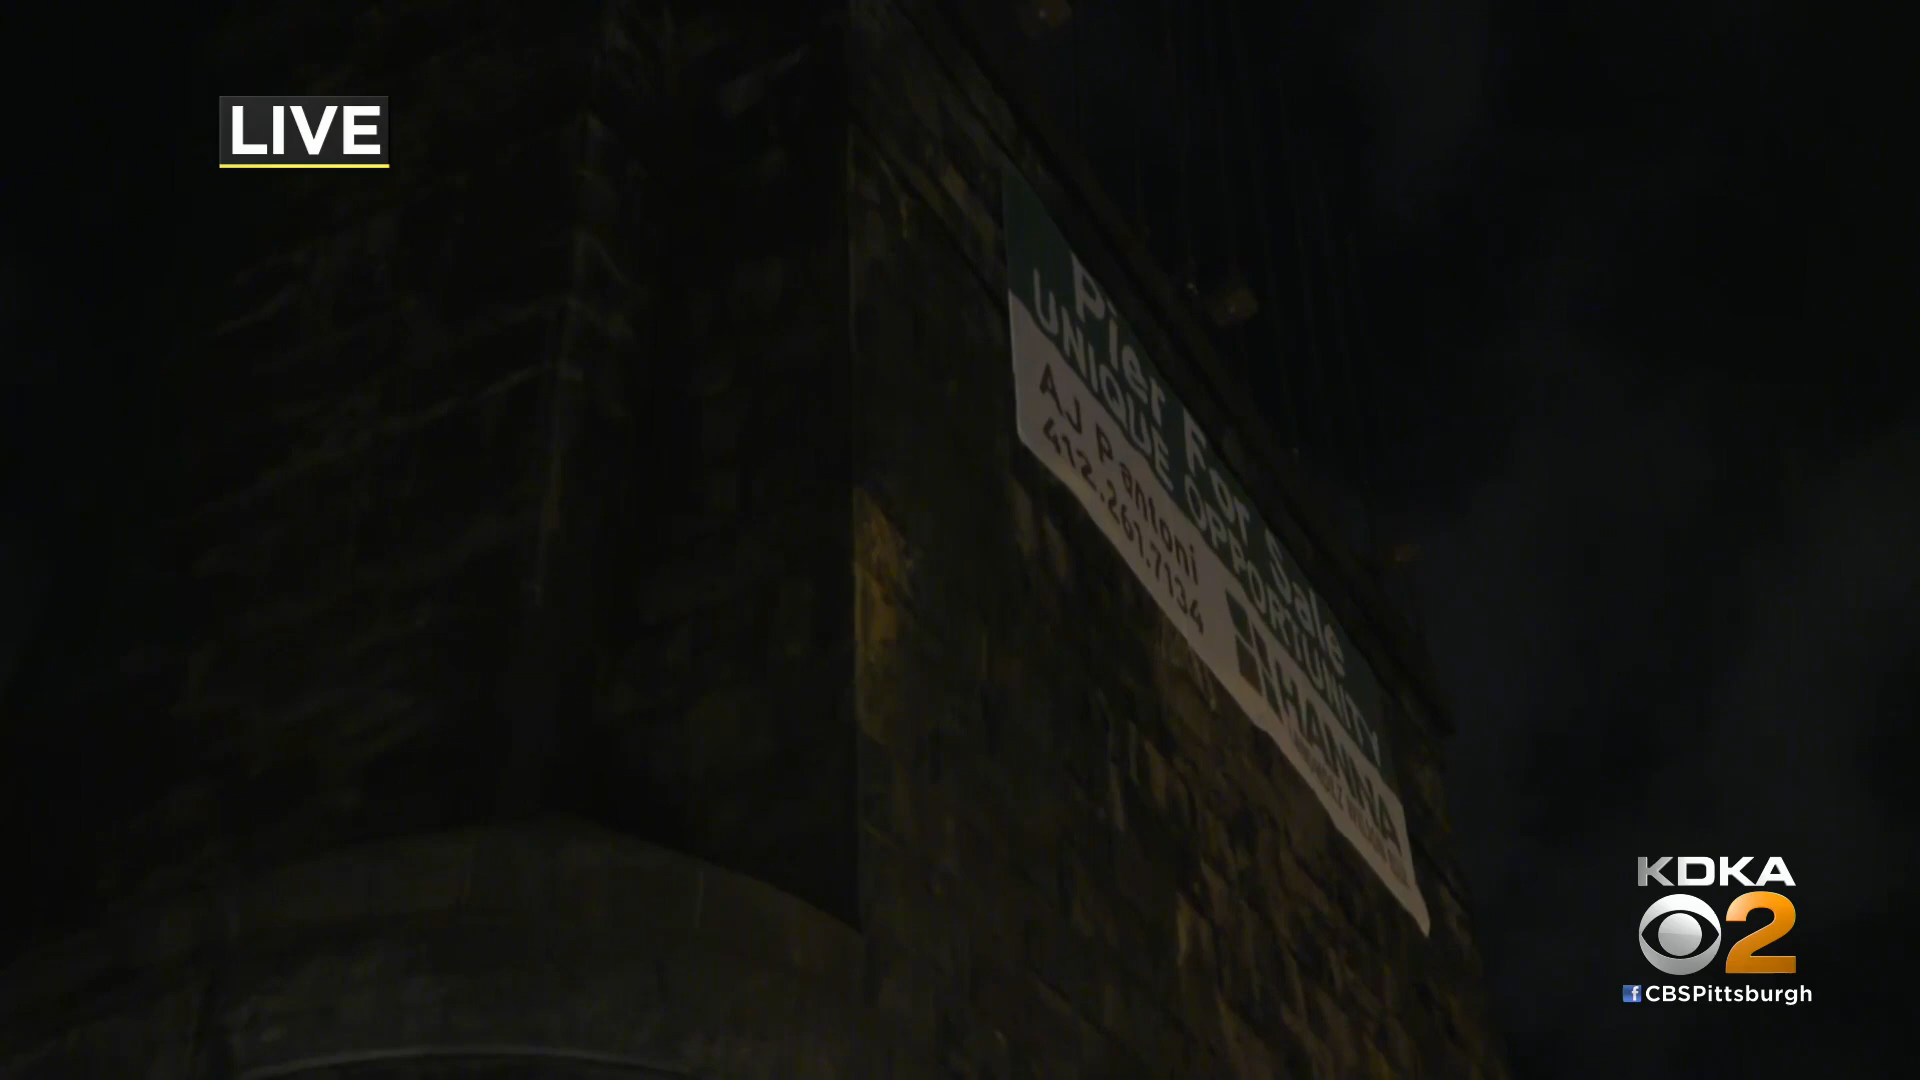 LIVE
Pier For Sale
UNIQUE OPPORTUNITY
AJ Pantoni
412.261.7134
HANNA
KDKA
2
f CBSPittsburgh